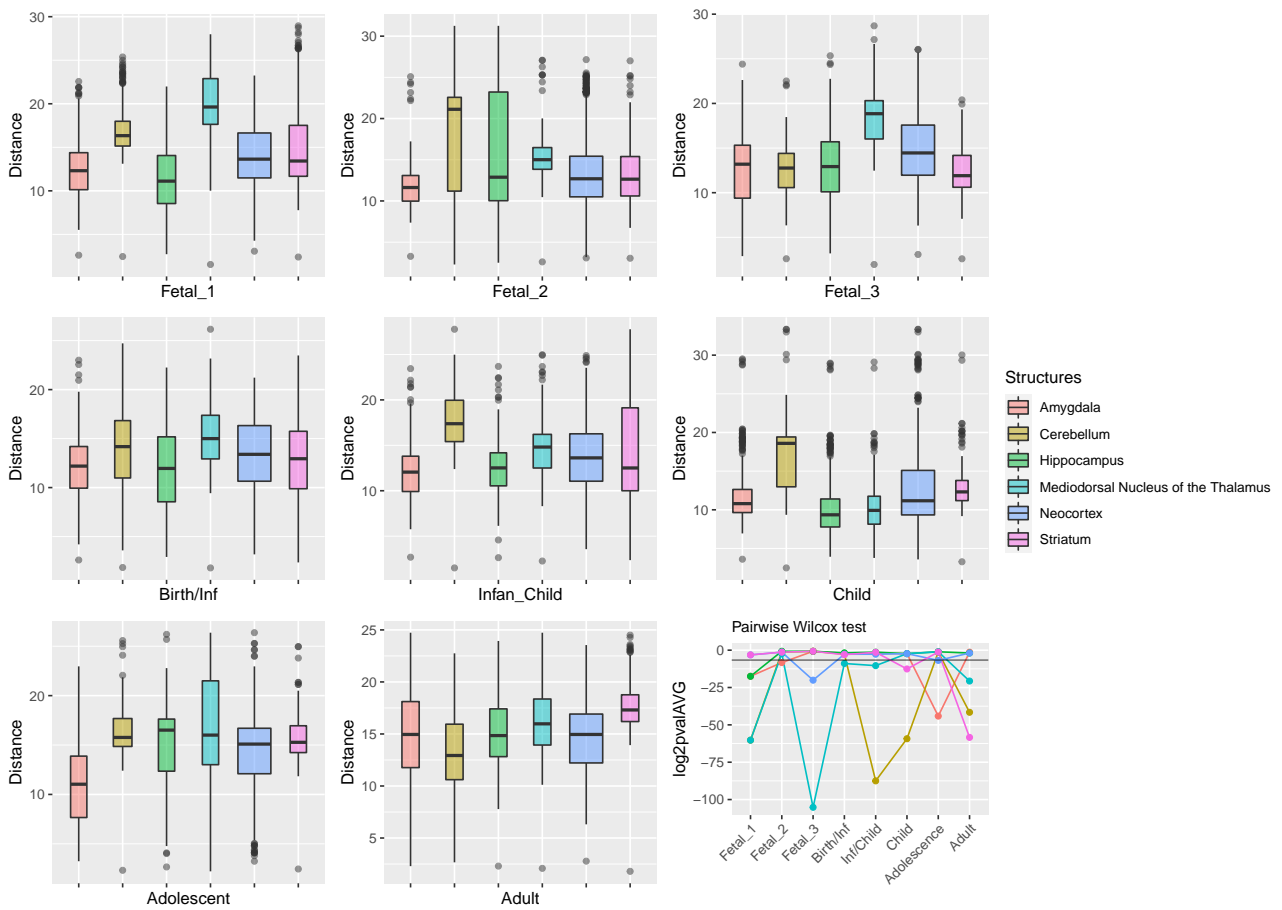 30
20
10
Distance
Fetal_1
30
20
10
Distance
Fetal_2
30
20
10
Distance
Fetal_3
20
10
Distance
Birth/Inf
20
10
Distance
Infan_Child
30
20
10
Distance
Child
Structures
Amygdala
Cerebellum
Hippocampus
Mediodorsal Nucleus of the Thalamus
Neocortex
Striatum
20
10
Distance
Adolescent
25
20
15
10
5
Distance
Adult
Pairwise Wilcox test
0
−25
−50
−75
−100
log2pvalAVG
Fetal_1
Fetal_2
Fetal_3
Birth/Inf
Inf/Child
Child
Adolescence
Adult